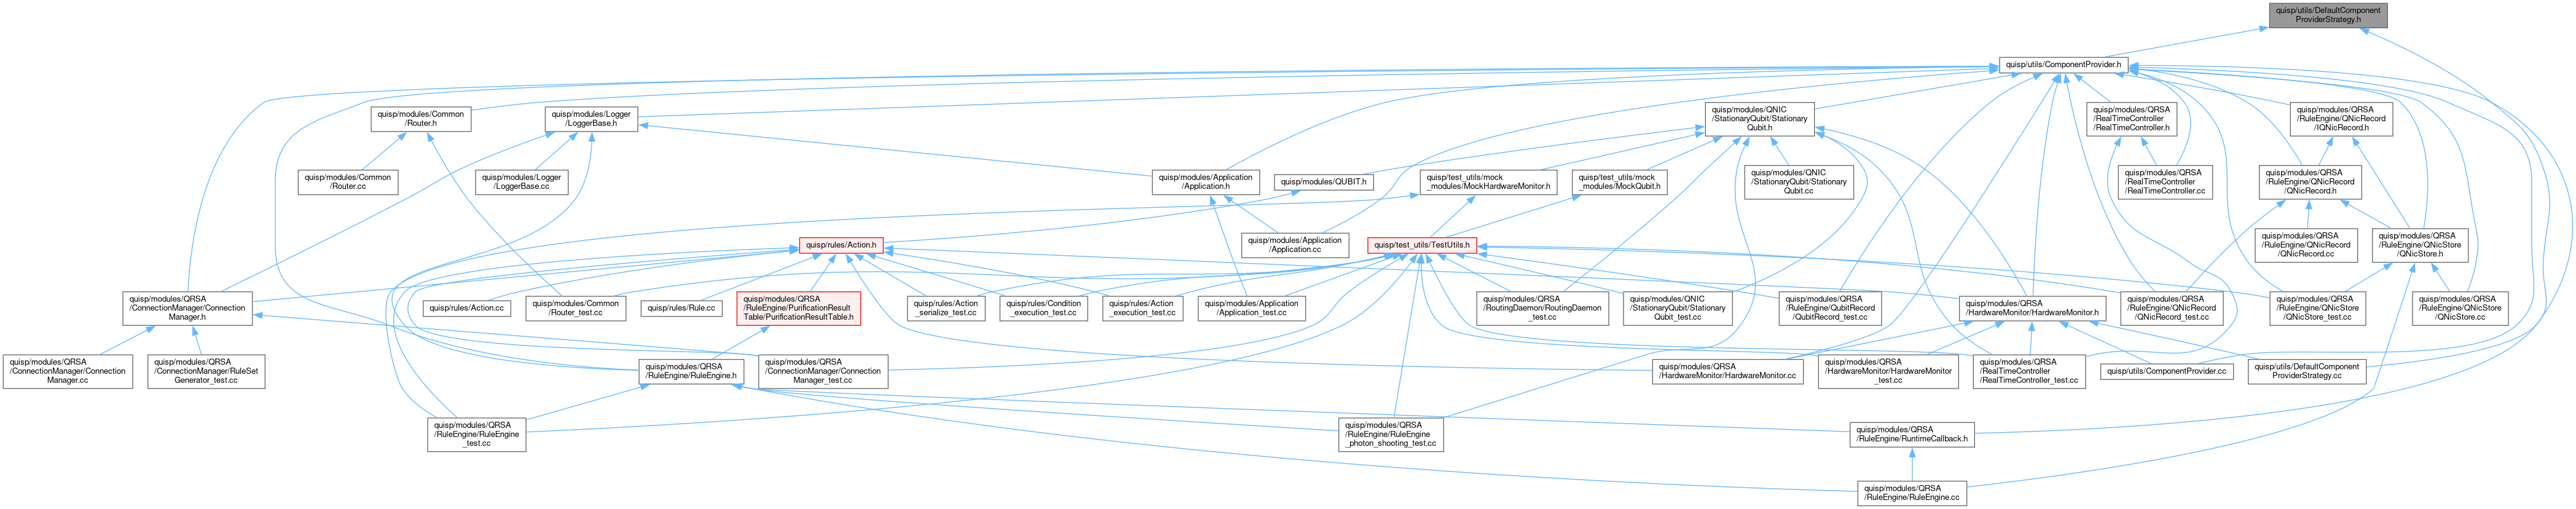 quisp/utils/DefaultComponent
ProviderStrategy.h
quisp/utils/ComponentProvider.h
quisp/modules/Common
/Router.h
quisp/modules/Logger
/LoggerBase.h
quisp/modules/QNIC
/StationaryQubit/Stationary
Qubit.h
quisp/modules/QRSA
/RealTimeController
/RealTimeController.h
quisp/modules/QRSA
/RuleEngine/QNicRecord
/IQNicRecord.h
quisp/modules/Common
/Router.cc
quisp/modules/Logger
/LoggerBase.cc
quisp/modules/Application
/Application.h
quisp/modules/QUBIT.h
quisp/test_utils/mock
_modules/MockHardwareMonitor.h
quisp/test_utils/mock
_modules/MockQubit.h
quisp/modules/QNIC
/StationaryQubit/Stationary
Qubit.cc
quisp/modules/QRSA
/RealTimeController
/RealTimeController.cc
quisp/modules/QRSA
/RuleEngine/QNicRecord
/QNicRecord.h
quisp/rules/Action.h
quisp/modules/Application
/Application.cc
quisp/test_utils/TestUtils.h
quisp/modules/QRSA
/RuleEngine/QNicRecord
/QNicRecord.cc
quisp/modules/QRSA
/RuleEngine/QNicStore
/QNicStore.h
quisp/modules/QRSA
/ConnectionManager/Connection
Manager.h
quisp/rules/Action.cc
quisp/modules/Common
/Router_test.cc
quisp/rules/Rule.cc
quisp/modules/QRSA
/RuleEngine/PurificationResult
Table/PurificationResultTable.h
quisp/rules/Action
_serialize_test.cc
quisp/rules/Condition
_execution_test.cc
quisp/rules/Action
_execution_test.cc
quisp/modules/Application
/Application_test.cc
quisp/modules/QRSA
/RoutingDaemon/RoutingDaemon
_test.cc
quisp/modules/QNIC
/StationaryQubit/Stationary
Qubit_test.cc
quisp/modules/QRSA
/RuleEngine/QubitRecord
/QubitRecord_test.cc
quisp/modules/QRSA
/HardwareMonitor/HardwareMonitor.h
quisp/modules/QRSA
/RuleEngine/QNicRecord
/QNicRecord_test.cc
quisp/modules/QRSA
/RuleEngine/QNicStore
/QNicStore_test.cc
quisp/modules/QRSA
/RuleEngine/QNicStore
/QNicStore.cc
quisp/modules/QRSA
/ConnectionManager/Connection
Manager.cc
quisp/modules/QRSA
/ConnectionManager/RuleSet
Generator_test.cc
quisp/modules/QRSA
/RuleEngine/RuleEngine.h
quisp/modules/QRSA
/ConnectionManager/Connection
Manager_test.cc
quisp/modules/QRSA
/HardwareMonitor/HardwareMonitor.cc
quisp/modules/QRSA
/HardwareMonitor/HardwareMonitor
_test.cc
quisp/modules/QRSA
/RealTimeController
/RealTimeController_test.cc
quisp/utils/ComponentProvider.cc
quisp/utils/DefaultComponent
ProviderStrategy.cc
quisp/modules/QRSA
/RuleEngine/RuleEngine
_test.cc
quisp/modules/QRSA
/RuleEngine/RuleEngine
_photon_shooting_test.cc
quisp/modules/QRSA
/RuleEngine/RuntimeCallback.h
quisp/modules/QRSA
/RuleEngine/RuleEngine.cc